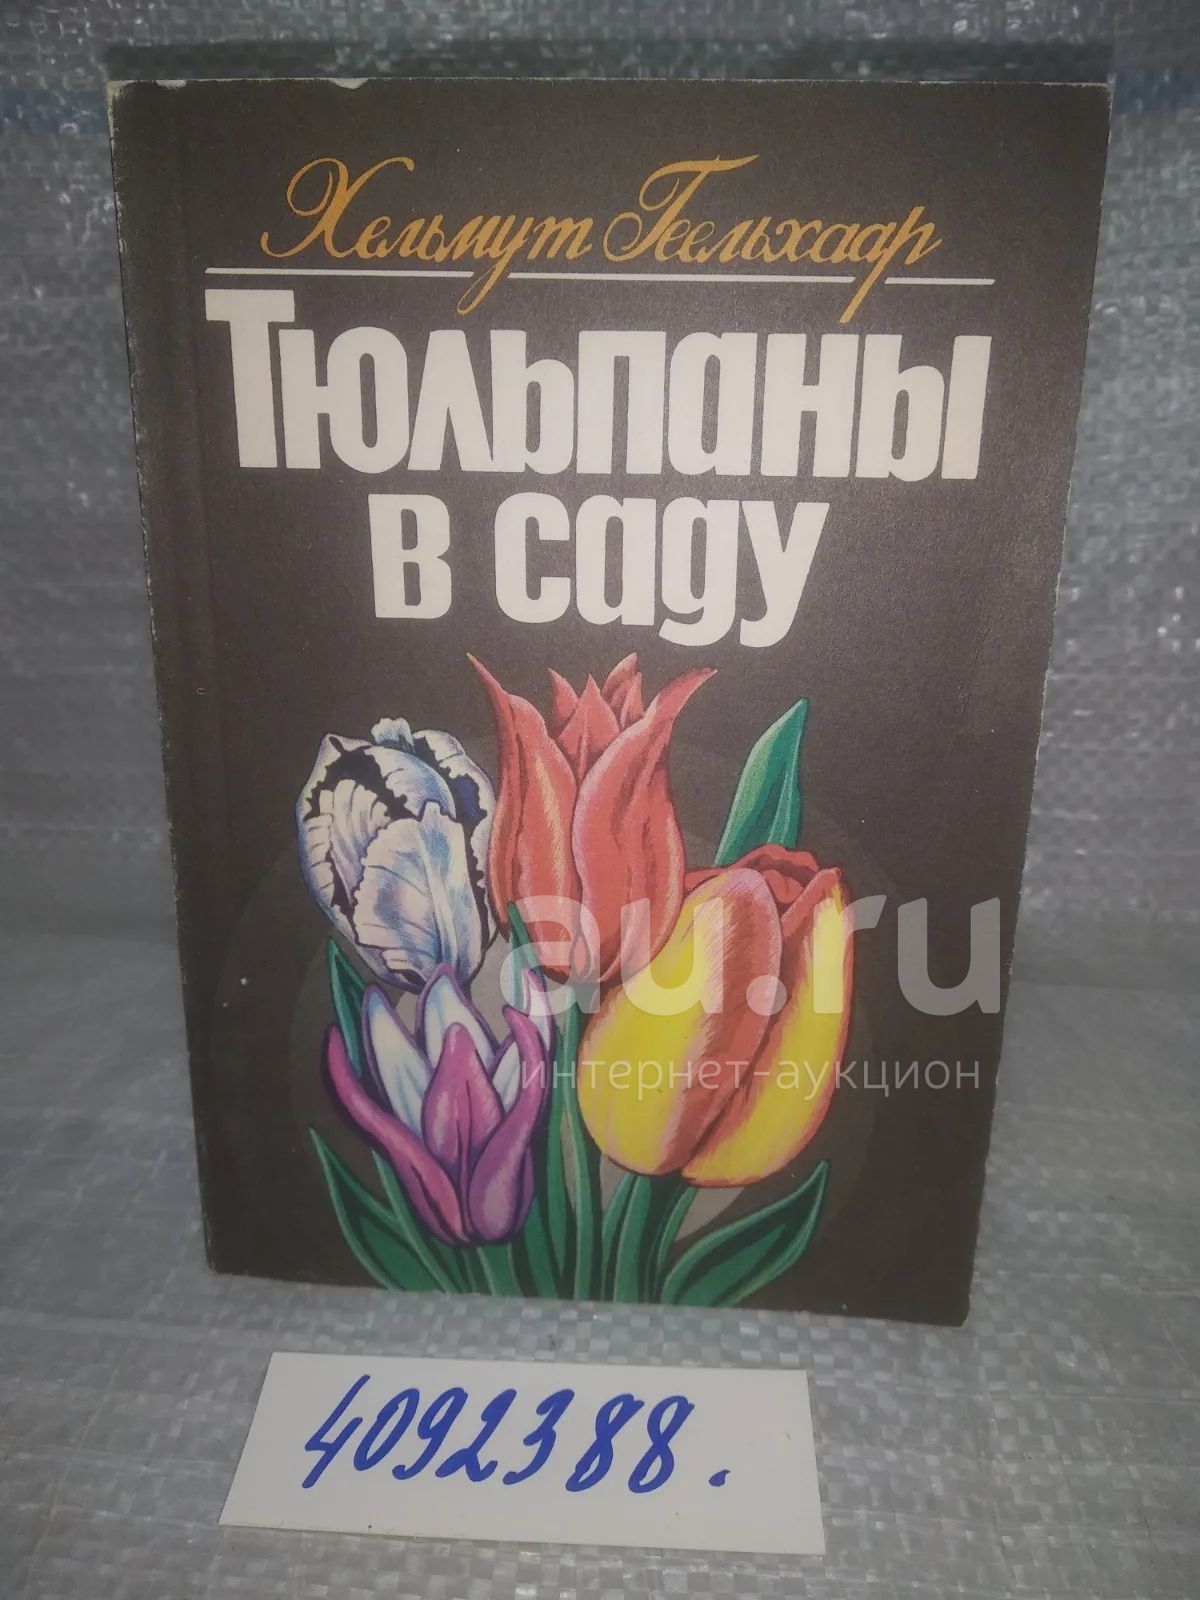 Хельмут Геельхаар
Тюльпаны
в саду
au.ru
интернет-аукцион
4092388.